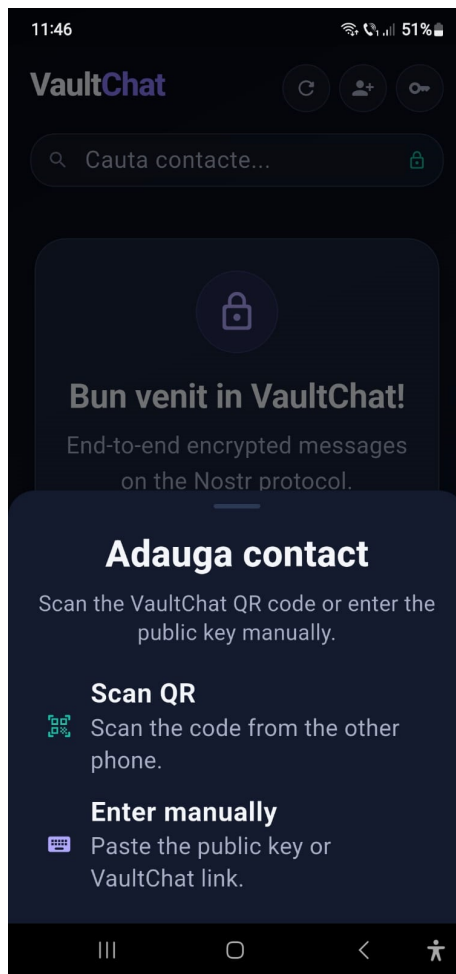 11:46
51%
VaultChat
Cauta contacte...
Bun venit in VaultChat!
End-to-end encrypted messages
on the Nostr protocol.
Adauga contact
Scan the VaultChat QR code or enter the
public key manually.
Scan QR
Scan the code from the other
phone.
Enter manually
Paste the public key or
VaultChat link.